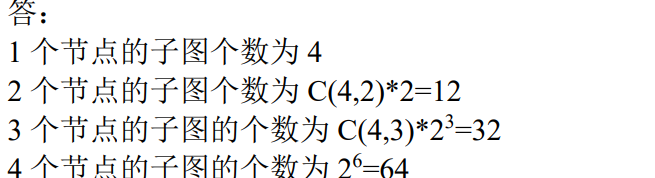 答：
1 个节点的子图个数为 4
2 个节点的子图个数为 C(4,2)*2=12
3 个节点的子图的个数为 C(4,3)*2³=32
4 个节点的子图的个数为 2⁶=64